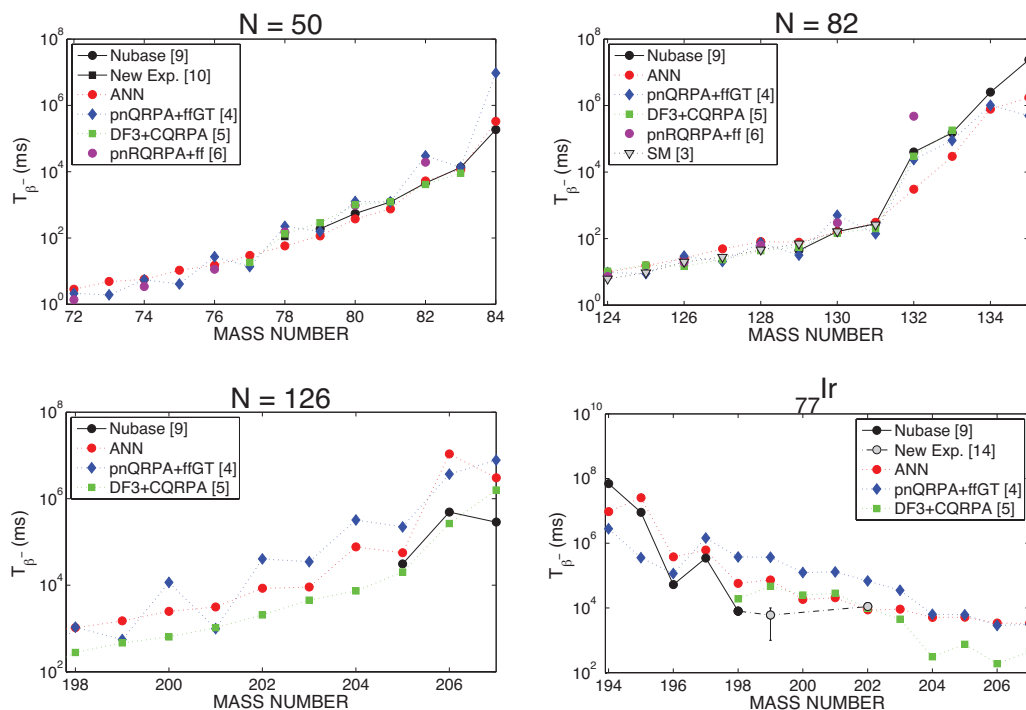 N = 50
T_β⁻ (ms)
10^8
10^6
10^4
10^2
10^0
Nubase [9]
New Exp. [10]
ANN
pnQRPA+ffGT [4]
DF3+CQRPA [5]
pnRQRPA+ff [6]
72 74 76 78 80 82 84
MASS NUMBER
N = 82
T_β⁻ (ms)
10^8
10^6
10^4
10^2
10^0
Nubase [9]
ANN
pnQRPA+ffGT [4]
DF3+CQRPA [5]
pnRQRPA+ff [6]
SM [3]
124 126 128 130 132 134
MASS NUMBER
N = 126
T_β⁻ (ms)
10^8
10^6
10^4
10^2
Nubase [9]
ANN
pnQRPA+ffGT [4]
DF3+CQRPA [5]
198 200 202 204 206
MASS NUMBER
₇₇Ir
T_β⁻ (ms)
10^10
10^8
10^6
10^4
10^2
Nubase [9]
New Exp. [14]
ANN
pnQRPA+ffGT [4]
DF3+CQRPA [5]
194 196 198 200 202 204 206
MASS NUMBER